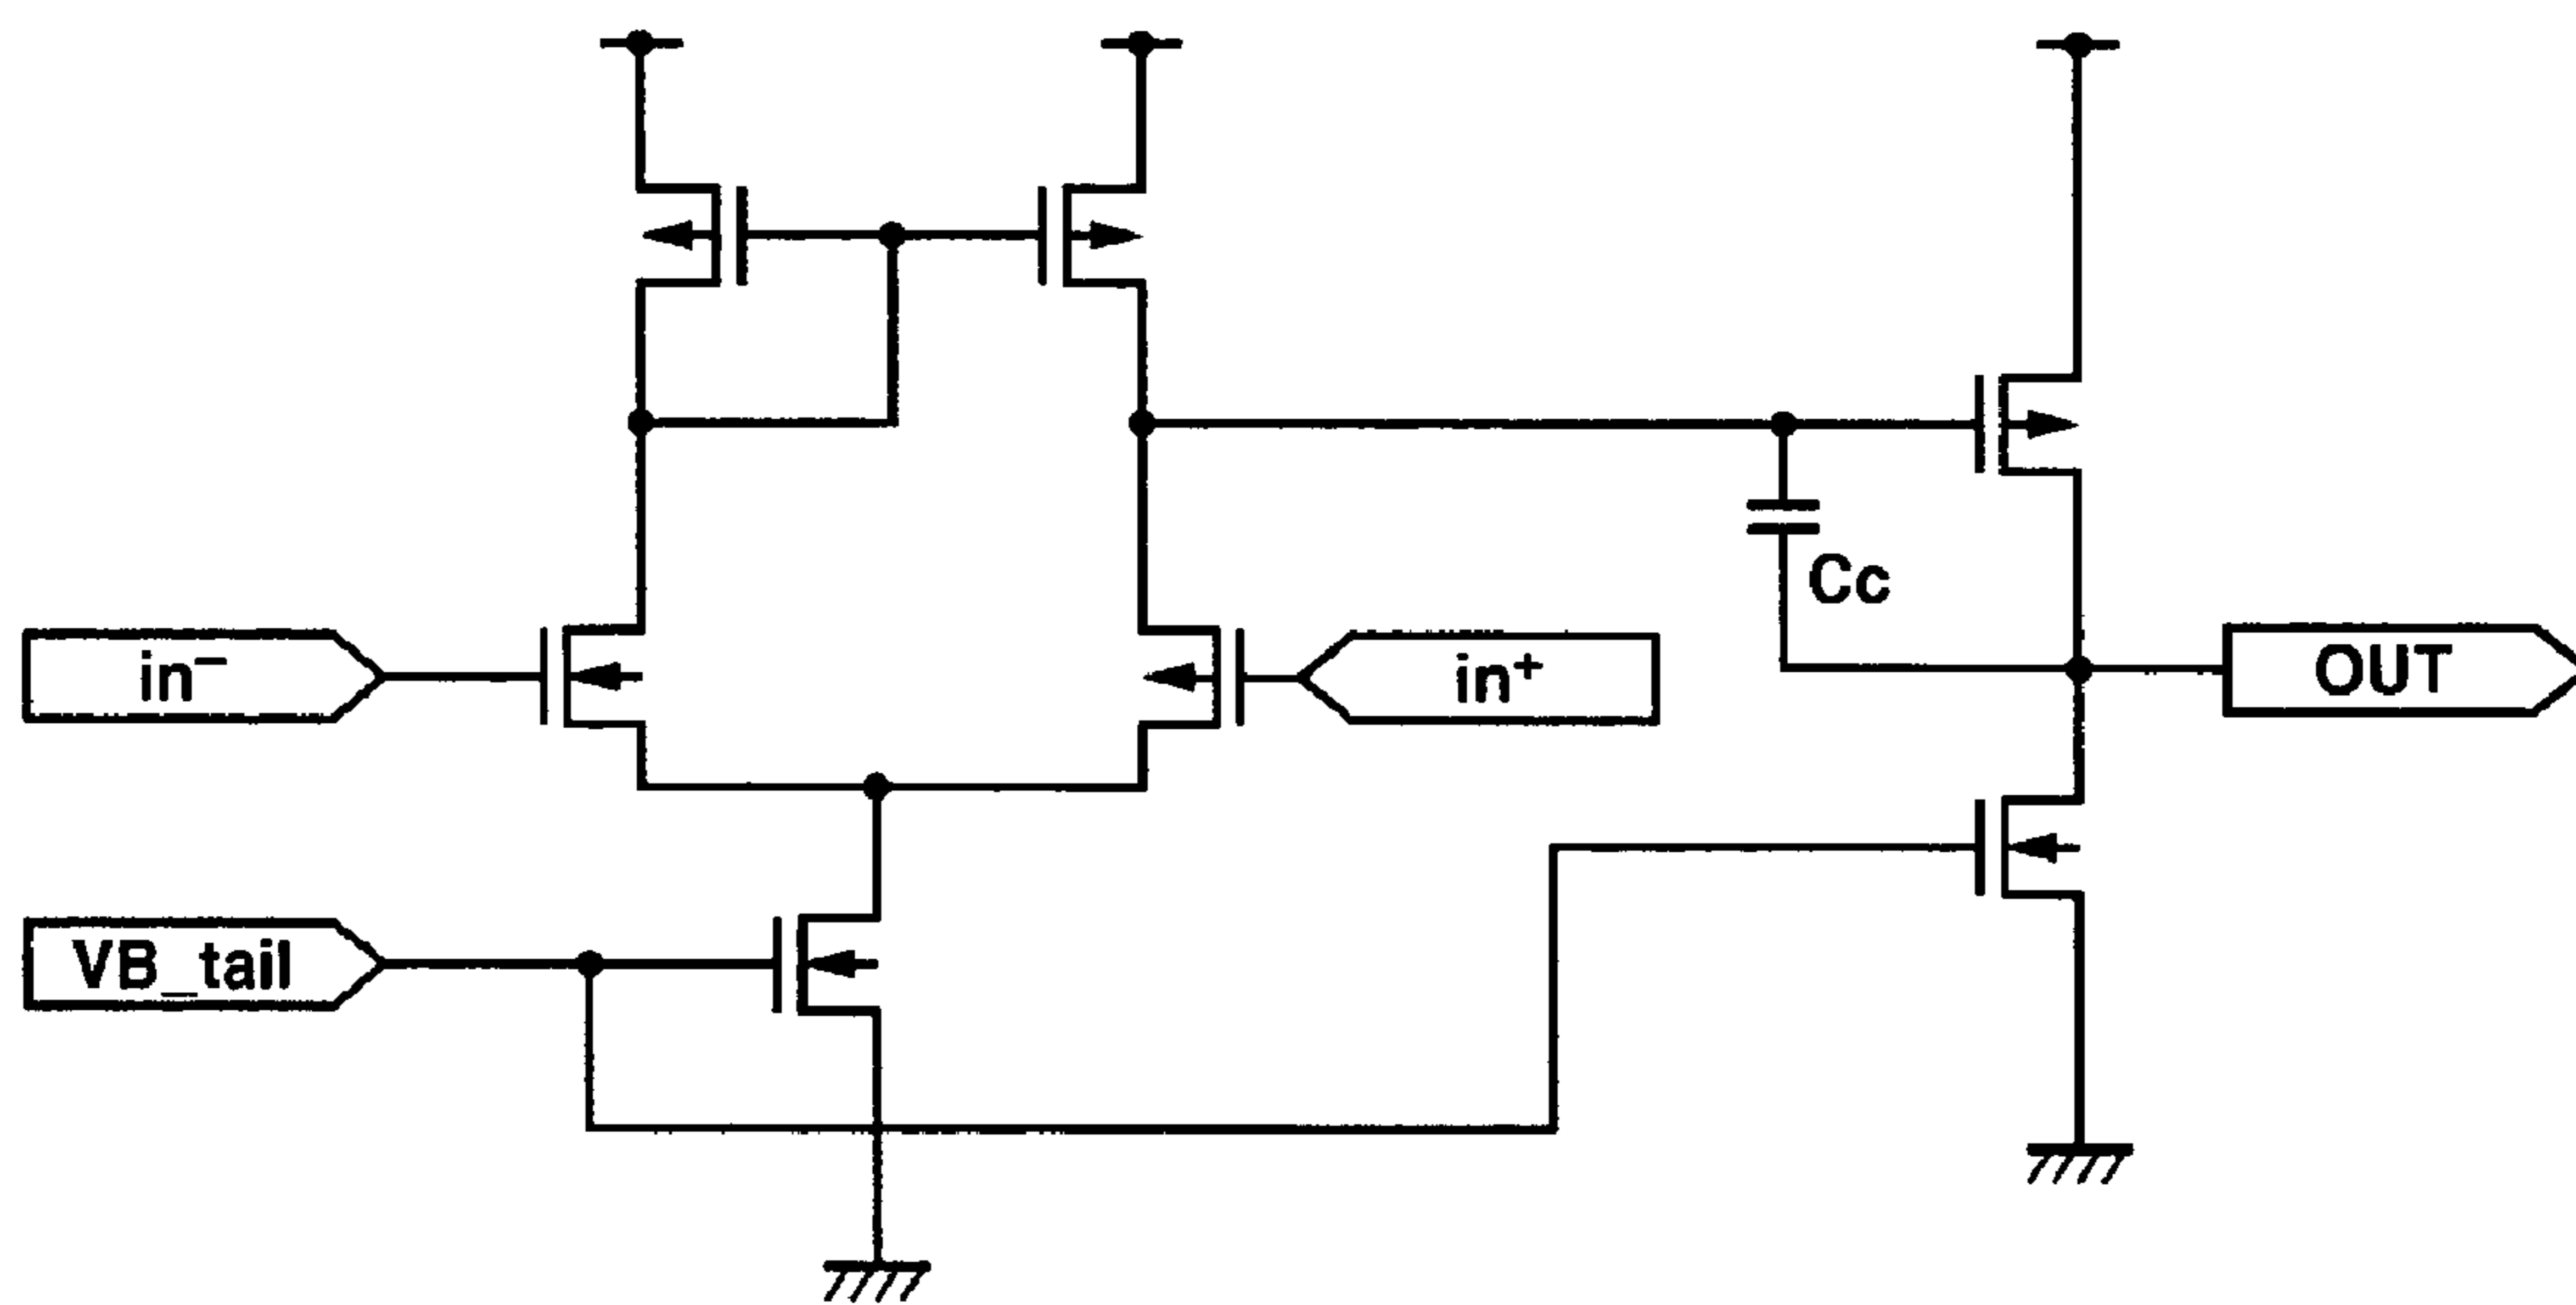 Cc
in⁻
in⁺
OUT
VB_tail